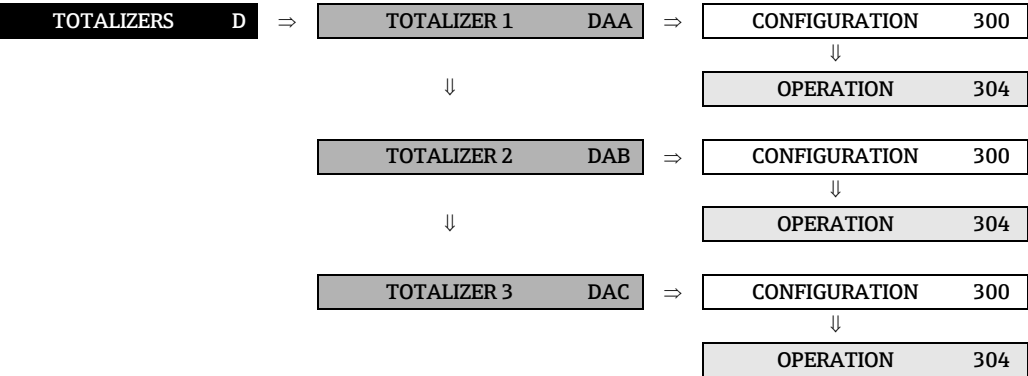 TOTALIZERS D ⇒ TOTALIZER 1 DAA ⇒ CONFIGURATION 300
⇓
⇓ OPERATION 304
TOTALIZER 2 DAB ⇒ CONFIGURATION 300
⇓
⇓ OPERATION 304
TOTALIZER 3 DAC ⇒ CONFIGURATION 300
⇓
OPERATION 304